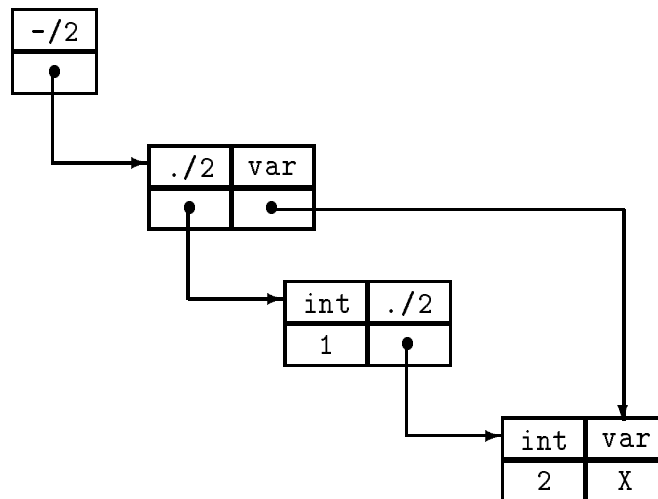 -/2
./2 var
int ./2
1
int var
2 X